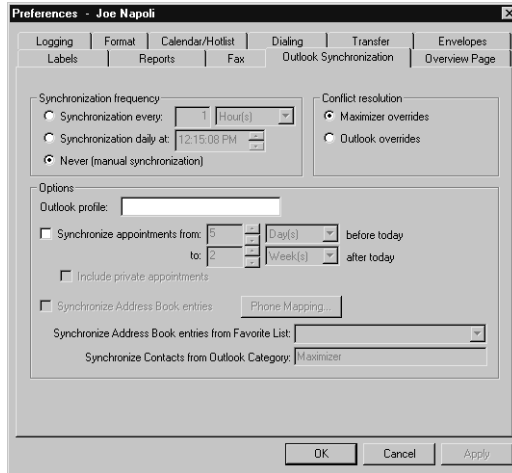 Preferences - Joe Napoli
Logging Format Calendar/Hotlist Dialing Transfer Envelopes
Labels Reports Fax Outlook Synchronization Overview Page
Synchronization frequency Conflict resolution
Synchronization every: 1 Hour(s) Maximizer overrides
Synchronization daily at: 12:15:08 PM Outlook overrides
Never (manual synchronization)
Options
Outlook profile:
Synchronize appointments from: 5 Day(s) before today
to: 2 Week(s) after today
Include private appointments
Synchronize Address Book entries Phone Mapping...
Synchronize Address Book entries from Favorite List:
Synchronize Contacts from Outlook Category: Maximizer
OK Cancel Apply